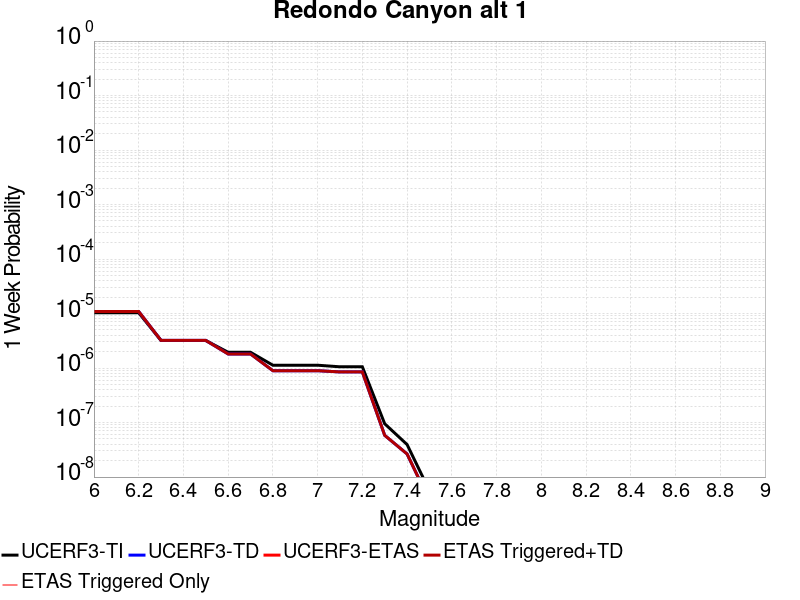 Redondo Canyon alt 1
10^0
10^-1
10^-2
10^-3
10^-4
10^-5
10^-6
10^-7
10^-8
1 Week Probability
6 6.2 6.4 6.6 6.8 7 7.2 7.4 7.6 7.8 8 8.2 8.4 8.6 8.8 9
Magnitude
UCERF3-TI UCERF3-TD UCERF3-ETAS ETAS Triggered+TD
ETAS Triggered Only